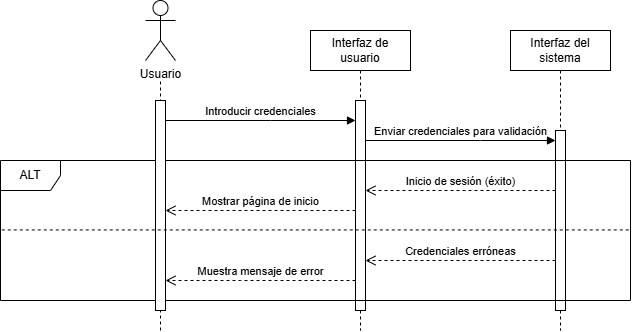 Usuario
Interfaz de
usuario
Interfaz del
sistema
Introducir credenciales
Enviar credenciales para validación
ALT
Inicio de sesión (éxito)
Mostrar página de inicio
Credenciales erróneas
Muestra mensaje de error